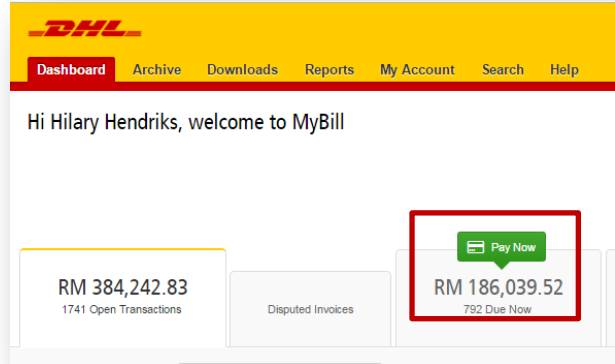 DHL
Dashboard Archive Downloads Reports My Account Search Help
Hi Hilary Hendriks, welcome to MyBill
Pay Now
RM 384,242.83
1741 Open Transactions
Disputed Invoices
RM 186,039.52
792 Due Now